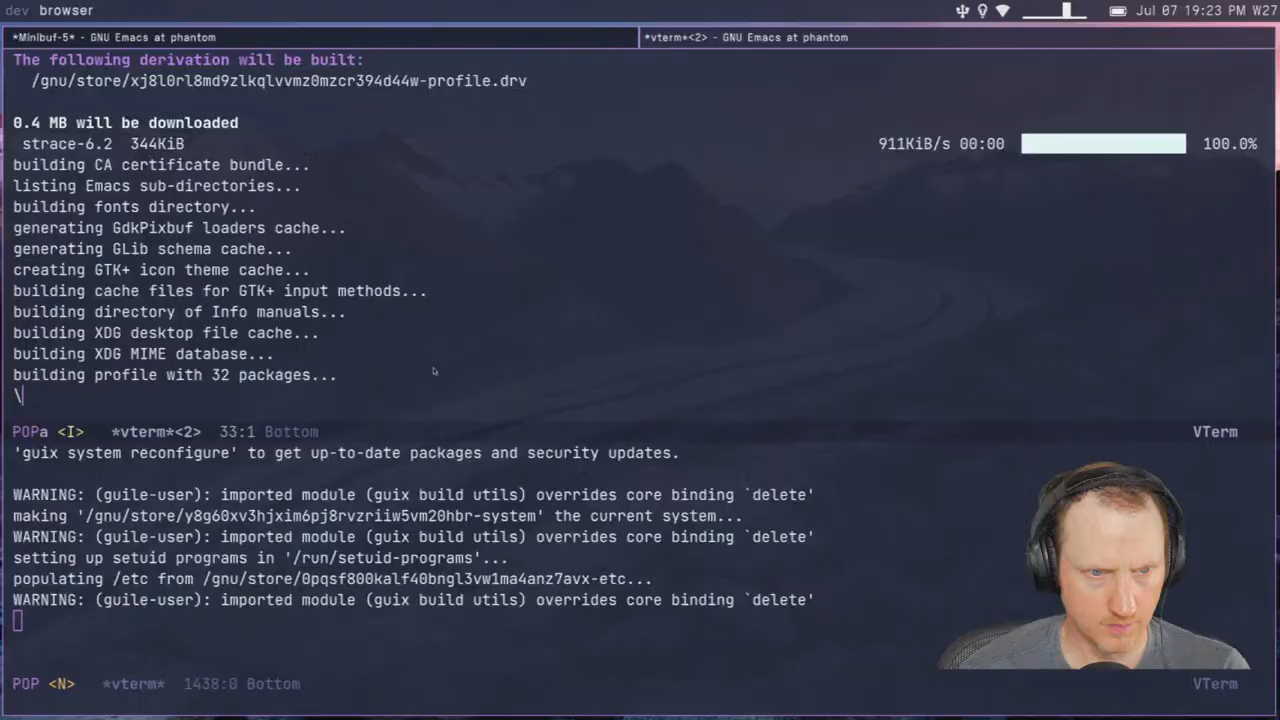 dev browser
Jul 07 19:23 PM W27
*Minibuf-5* - GNU Emacs at phantom
*vterm*<2> - GNU Emacs at phantom
The following derivation will be built:
/gnu/store/xj8l0rl8md9zlkqlvvmz0mzcr394d44w-profile.drv
0.4 MB will be downloaded
strace-6.2 344KiB 911KiB/s 00:00 100.0%
building CA certificate bundle...
listing Emacs sub-directories...
building fonts directory...
generating GdkPixbuf loaders cache...
generating GLib schema cache...
creating GTK+ icon theme cache...
building cache files for GTK+ input methods...
building directory of Info manuals...
building XDG desktop file cache...
building XDG MIME database...
building profile with 32 packages...
\
POPa <I> *vterm*<2> 33:1 Bottom VTerm
'guix system reconfigure' to get up-to-date packages and security updates.
WARNING: (guile-user): imported module (guix build utils) overrides core binding `delete'
making '/gnu/store/y8g60xv3hjxim6pj8rvzriiw5vm20hbr-system' the current system...
WARNING: (guile-user): imported module (guix build utils) overrides core binding `delete'
setting up setuid programs in '/run/setuid-programs'...
populating /etc from /gnu/store/0pqsf800kalf40bngl3vw1ma4anz7avx-etc...
WARNING: (guile-user): imported module (guix build utils) overrides core binding `delete'
POP <N> *vterm* 1438:0 Bottom VTerm